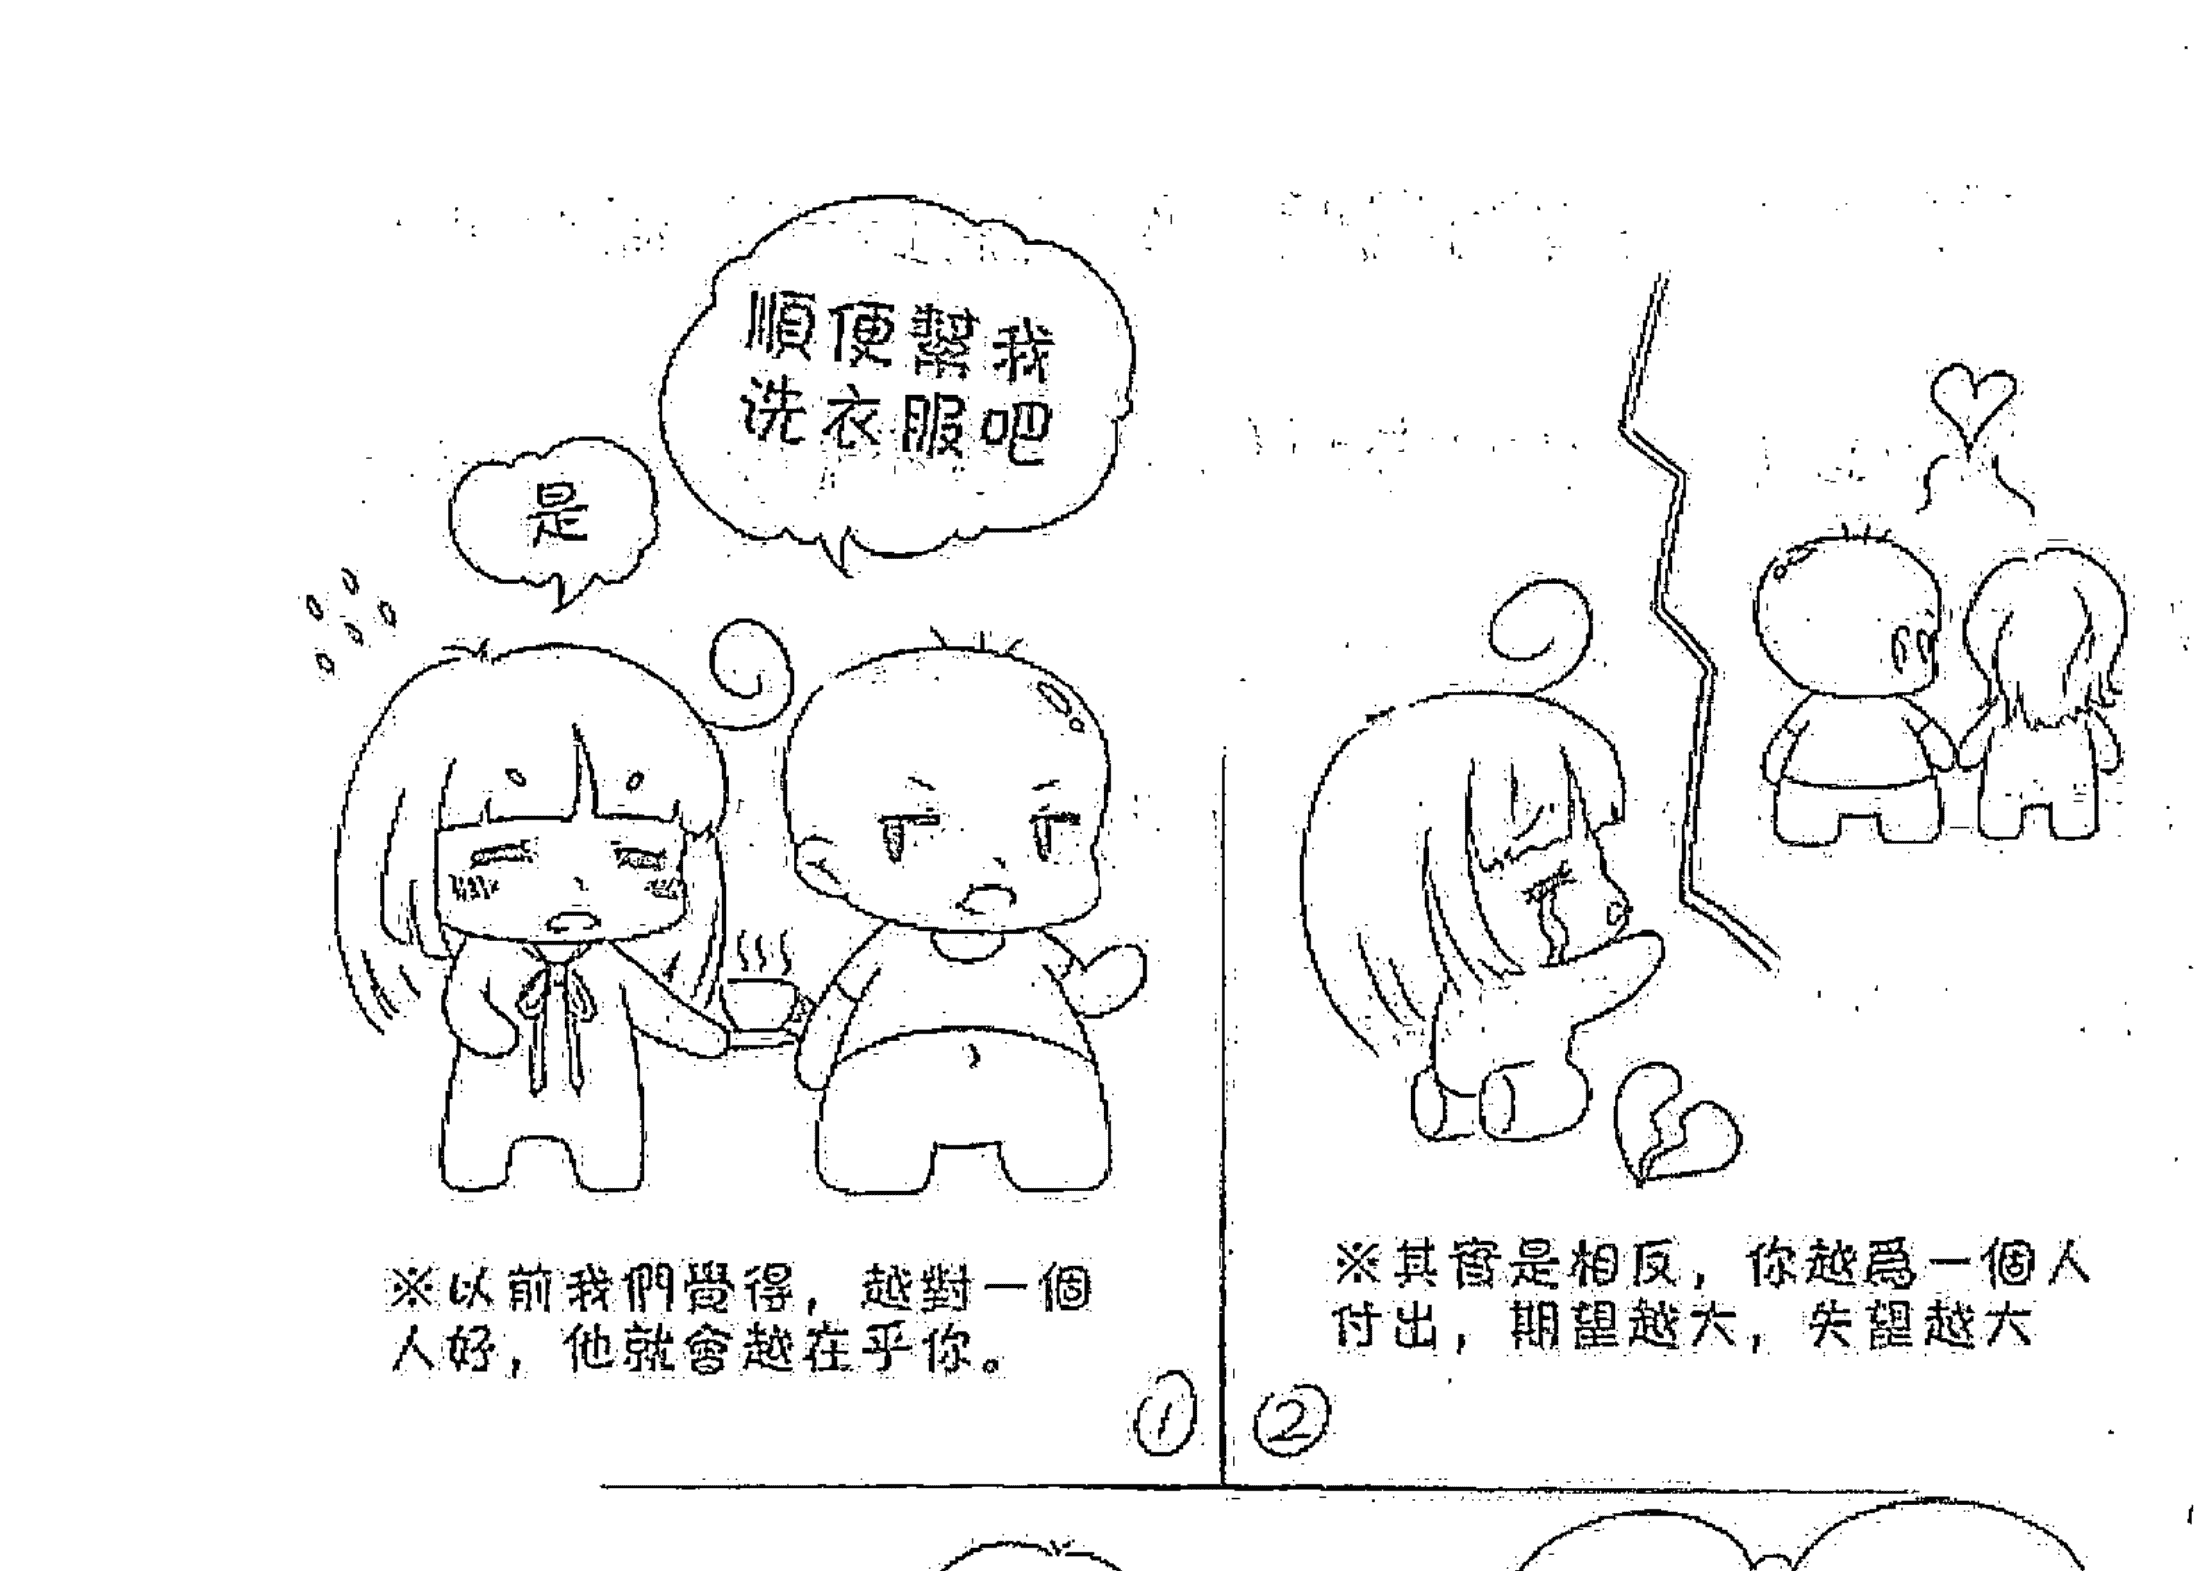 順便幫我
洗衣服吧
是
※以前我們覺得，越對一個
人好，他就會越在乎你。
①
※其實是相反，你越爲一個人
付出，期望越大，失望越大
②